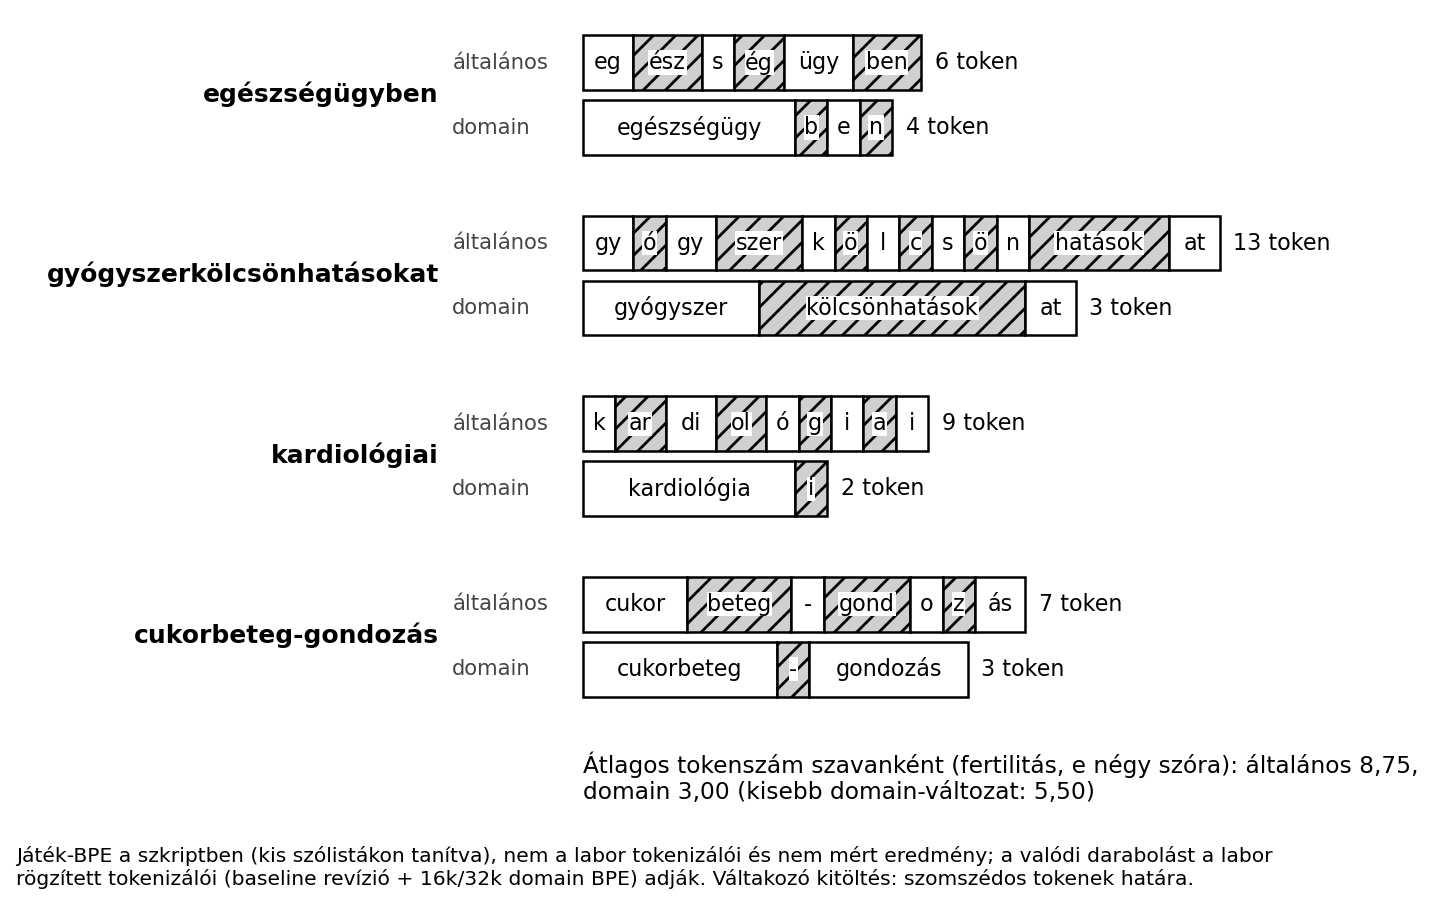 általános eg ész s ég ügy ben 6 token
egészségügyben
domain egészségügy b e n 4 token
általános gy ó gy szer k ö l c s ö n hatások at 13 token
gyógyszerkölcsönhatásokat
domain gyógyszer kölcsönhatások at 3 token
általános k ar di ol ó g i a i 9 token
kardiológiai
domain kardiológia i 2 token
általános cukor beteg - gond o z ás 7 token
cukorbeteg-gondozás
domain cukorbeteg - gondozás 3 token
Átlagos tokenszám szavanként (fertilitás, e négy szóra): általános 8,75,
domain 3,00 (kisebb domain-változat: 5,50)
Játék-BPE a szkriptben (kis szólistákon tanítva), nem a labor tokenizálói és nem mért eredmény; a valódi darabolást a labor
rögzített tokenizálói (baseline revízió + 16k/32k domain BPE) adják. Váltakozó kitöltés: szomszédos tokenek határa.